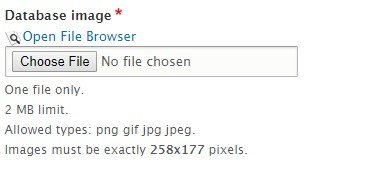 Database image *
Open File Browser
Choose File No file chosen
One file only.
2 MB limit.
Allowed types: png gif jpg jpeg.
Images must be exactly 258x177 pixels.